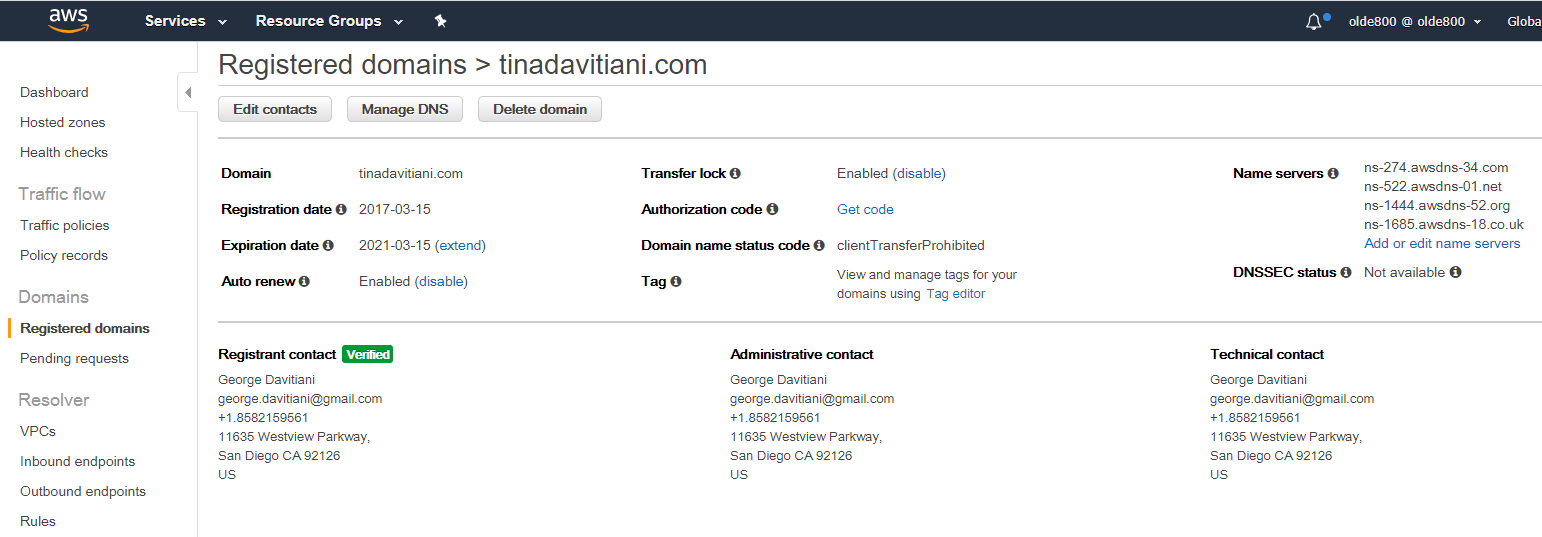 aws Services Resource Groups olde800 @ olde800 Globa
Dashboard
Hosted zones
Health checks
Traffic flow
Traffic policies
Policy records
Domains
Registered domains
Pending requests
Resolver
VPCs
Inbound endpoints
Outbound endpoints
Rules
Registered domains > tinadavitiani.com
Edit contacts Manage DNS Delete domain
Domain tinadavitiani.com
Registration date 2017-03-15
Expiration date 2021-03-15 (extend)
Auto renew Enabled (disable)
Transfer lock Enabled (disable)
Authorization code Get code
Domain name status code clientTransferProhibited
Tag View and manage tags for your
domains using Tag editor
Name servers ns-274.awsdns-34.com
ns-522.awsdns-01.net
ns-1444.awsdns-52.org
ns-1685.awsdns-18.co.uk
Add or edit name servers
DNSSEC status Not available
Registrant contact Verified
George Davitiani
george.davitiani@gmail.com
+1.8582159561
11635 Westview Parkway,
San Diego CA 92126
US
Administrative contact
George Davitiani
george.davitiani@gmail.com
+1.8582159561
11635 Westview Parkway,
San Diego CA 92126
US
Technical contact
George Davitiani
george.davitiani@gmail.com
+1.8582159561
11635 Westview Parkway,
San Diego CA 92126
US